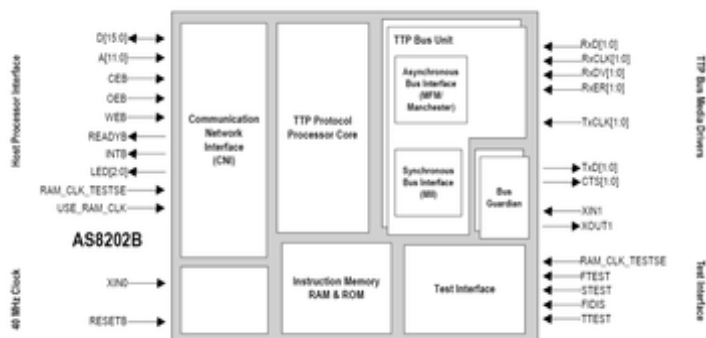 Host Processor Interface
D[15:0]
A[11:0]
CEB
OEB
WEB
READYB
INTB
LED[2:0]
RAM_CLK_TESTSE
USE_RAM_CLK
AS8202B
40 MHz Clock
XIN0
RESETB
Communication
Network
Interface
(CNI)
TTP Protocol
Processor Core
TTP Bus Unit
Asynchronous
Bus Interface
(MFM/
Manchester)
Synchronous
Bus Interface
(MII)
Bus
Guardian
Instruction Memory
RAM & ROM
Test Interface
RxD[1:0]
RxCLK[1:0]
RxDV[1:0]
RxER[1:0]
TxCLK[1:0]
TxD[1:0]
CTS[1:0]
XIN1
XOUT1
TTP Bus Media Drivers
RAM_CLK_TESTSE
FTEST
STEST
FIDIS
TTEST
Test Interface